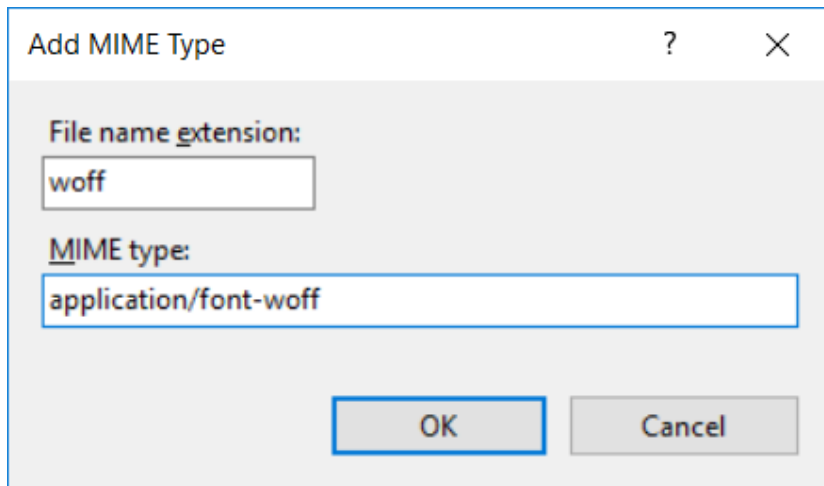 Add MIME Type ?
File name extension:
woff
MIME type:
application/font-woff
OK Cancel